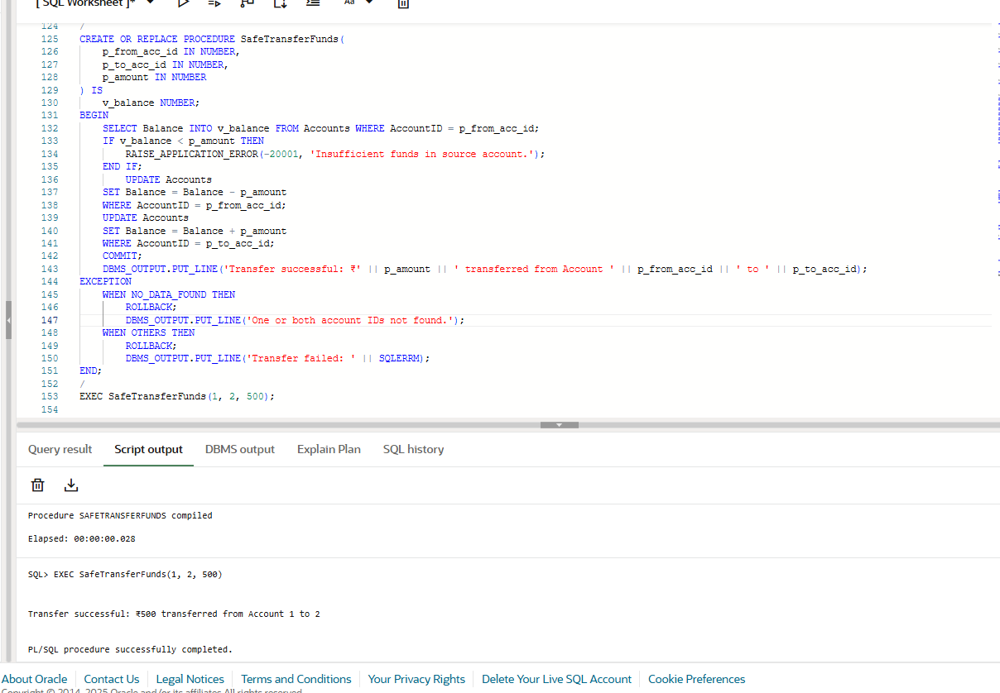 [ SQL Worksheet ]*
Aa
124 /
125 CREATE OR REPLACE PROCEDURE SafeTransferFunds(
126 p_from_acc_id IN NUMBER,
127 p_to_acc_id IN NUMBER,
128 p_amount IN NUMBER
129 ) IS
130 v_balance NUMBER;
131 BEGIN
132 SELECT Balance INTO v_balance FROM Accounts WHERE AccountID = p_from_acc_id;
133 IF v_balance < p_amount THEN
134 RAISE_APPLICATION_ERROR(-20001, 'Insufficient funds in source account.');
135 END IF;
136 UPDATE Accounts
137 SET Balance = Balance - p_amount
138 WHERE AccountID = p_from_acc_id;
139 UPDATE Accounts
140 SET Balance = Balance + p_amount
141 WHERE AccountID = p_to_acc_id;
142 COMMIT;
143 DBMS_OUTPUT.PUT_LINE('Transfer successful: ₹' || p_amount || ' transferred from Account ' || p_from_acc_id || ' to ' || p_to_acc_id);
144 EXCEPTION
145 WHEN NO_DATA_FOUND THEN
146 ROLLBACK;
147 DBMS_OUTPUT.PUT_LINE('One or both account IDs not found.');
148 WHEN OTHERS THEN
149 ROLLBACK;
150 DBMS_OUTPUT.PUT_LINE('Transfer failed: ' || SQLERRM);
151 END;
152 /
153 EXEC SafeTransferFunds(1, 2, 500);
154
Query result Script output DBMS output Explain Plan SQL history
Procedure SAFETRANSFERFUNDS compiled
Elapsed: 00:00:00.028
SQL> EXEC SafeTransferFunds(1, 2, 500)
Transfer successful: ₹500 transferred from Account 1 to 2
PL/SQL procedure successfully completed.
About Oracle Contact Us Legal Notices Terms and Conditions Your Privacy Rights Delete Your Live SQL Account Cookie Preferences
Copyright © 2014, 2025 Oracle and/or its affiliates All rights reserved